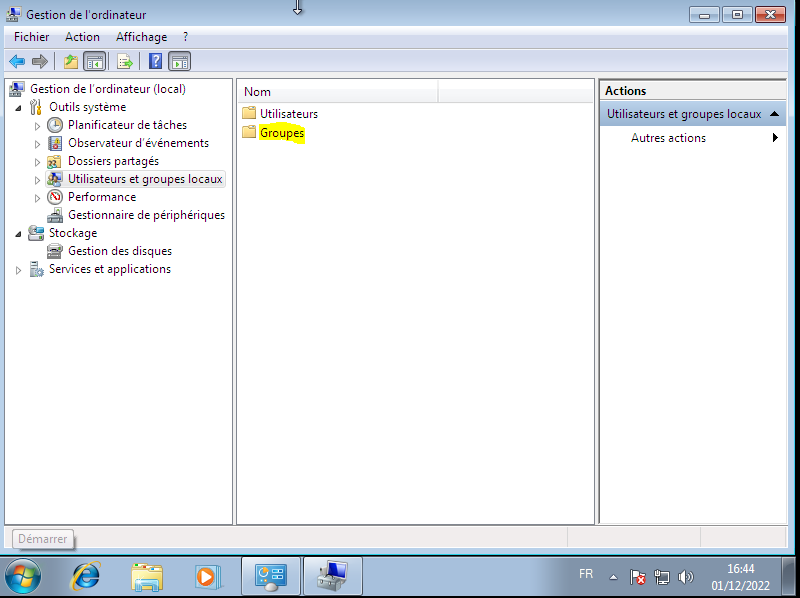 Gestion de l'ordinateur
Fichier Action Affichage ?
Gestion de l'ordinateur (local)
Outils système
Planificateur de tâches
Observateur d'événements
Dossiers partagés
Utilisateurs et groupes locaux
Performance
Gestionnaire de périphériques
Stockage
Gestion des disques
Services et applications
Nom
Utilisateurs
Groupes
Actions
Utilisateurs et groupes locaux
Autres actions
Démarrer
FR
16:44
01/12/2022